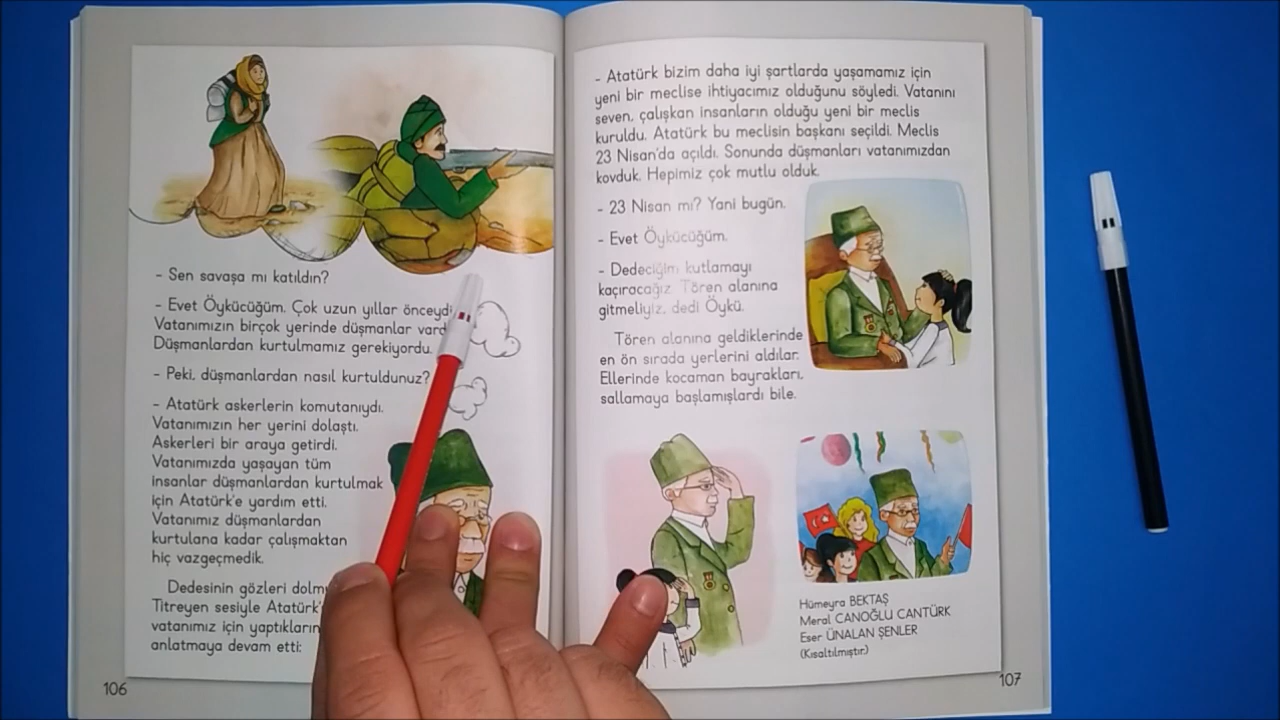 - Sen savaşa mı katıldın?
- Evet Öykücüğüm. Çok uzun yıllar önceydi
Vatanımızın birçok yerinde düşmanlar
Düşmanlardan kurtulmamız gerekiyordu.
- Peki, düşmanlardan nasıl kurtuldunuz?
- Atatürk askerlerin komutanıydı.
Vatanımızın her yerini dolaştı.
Askerleri bir araya getirdi.
Vatanımızda yaşayan tüm
insanlar düşmanlardan kurtulmak
için Atatürk'e yardım etti.
Vatanımız düşmanlardan
kurtulana kadar çalışmaktan
hiç vazgeçmedik.
Dedesinin gözleri
Titreyen sesiyle
vatanımız için
anlatmaya devam etti:
106
- Atatürk bizim daha iyi şartlarda yaşamamız için
yeni bir meclise ihtiyacımız olduğunu söyledi. Vatanını
seven, çalışkan insanların olduğu yeni bir meclis
kuruldu. Atatürk bu meclisin başkanı seçildi. Meclis
23 Nisan'da açıldı. Sonunda düşmanları vatanımızdan
kovduk. Hepimiz çok mutlu olduk.
- 23 Nisan mı? Yani bugün.
- Evet Öykücüğüm.
- Dedeciğim kutlamayı
kaçıracağız. Tören alanına
gitmeliyiz, dedi Öykü.
Tören alanına geldiklerinde
en ön sırada yerlerini aldılar.
Ellerinde kocaman bayrakları,
sallamaya başlamışlardı bile.
Hümeyra BEKTAŞ
Meral CANOĞLU CANTÜRK
Eser ÜNALAN ŞENLER
(Kısaltılmıştır.)
107